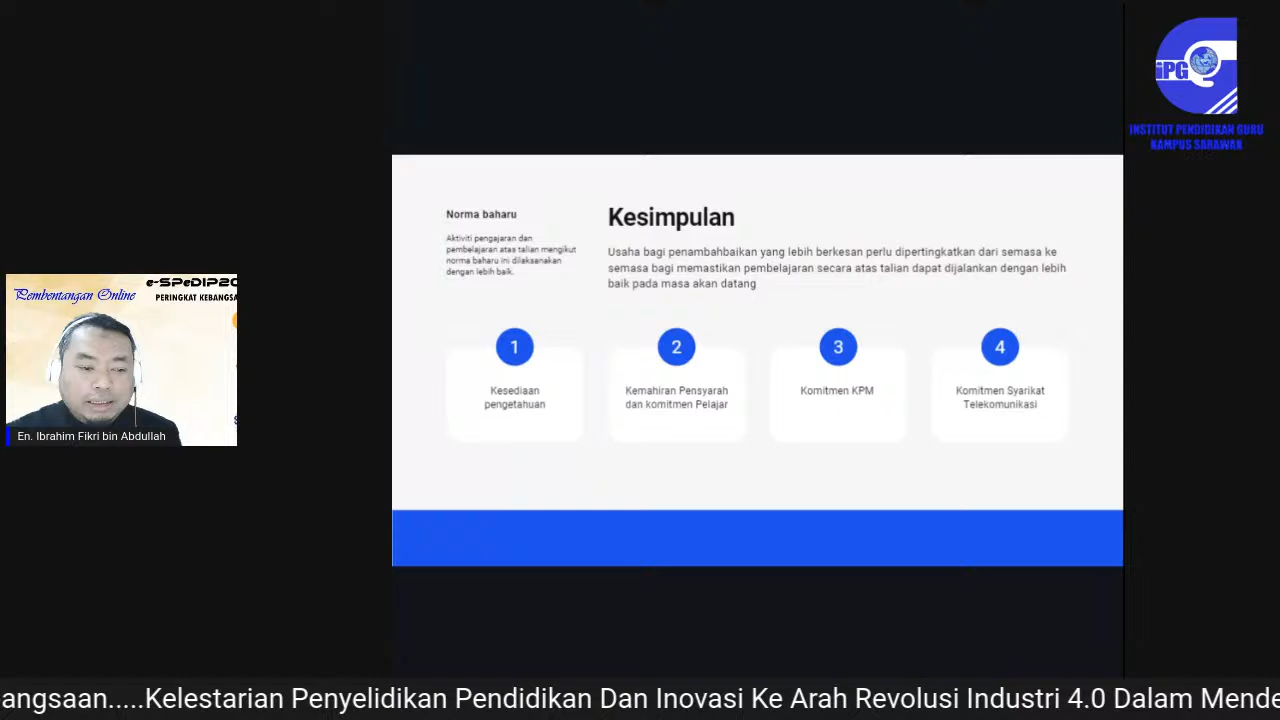 iPG
INSTITUT PENDIDIKAN GURU
KAMPUS SARAWAK
Norma baharu
Aktiviti pengajaran dan
pembelajaran atas talian mengikut
norma baharu ini dilaksanakan
dengan lebih baik.
Kesimpulan
Usaha bagi penambahbaikan yang lebih berkesan perlu dipertingkatkan dari semasa ke
semasa bagi memastikan pembelajaran secara atas talian dapat dijalankan dengan lebih
baik pada masa akan datang
1
Kesediaan
pengetahuan
2
Kemahiran Pensyarah
dan komitmen Pelajar
3
Komitmen KPM
4
Komitmen Syarikat
Telekomunikasi
e-SPeDIP20
Pembentangan Online
PERINGKAT KEBANGSA
En. Ibrahim Fikri bin Abdullah
angsaan.....Kelestarian Penyelidikan Pendidikan Dan Inovasi Ke Arah Revolusi Industri 4.0 Dalam Mende